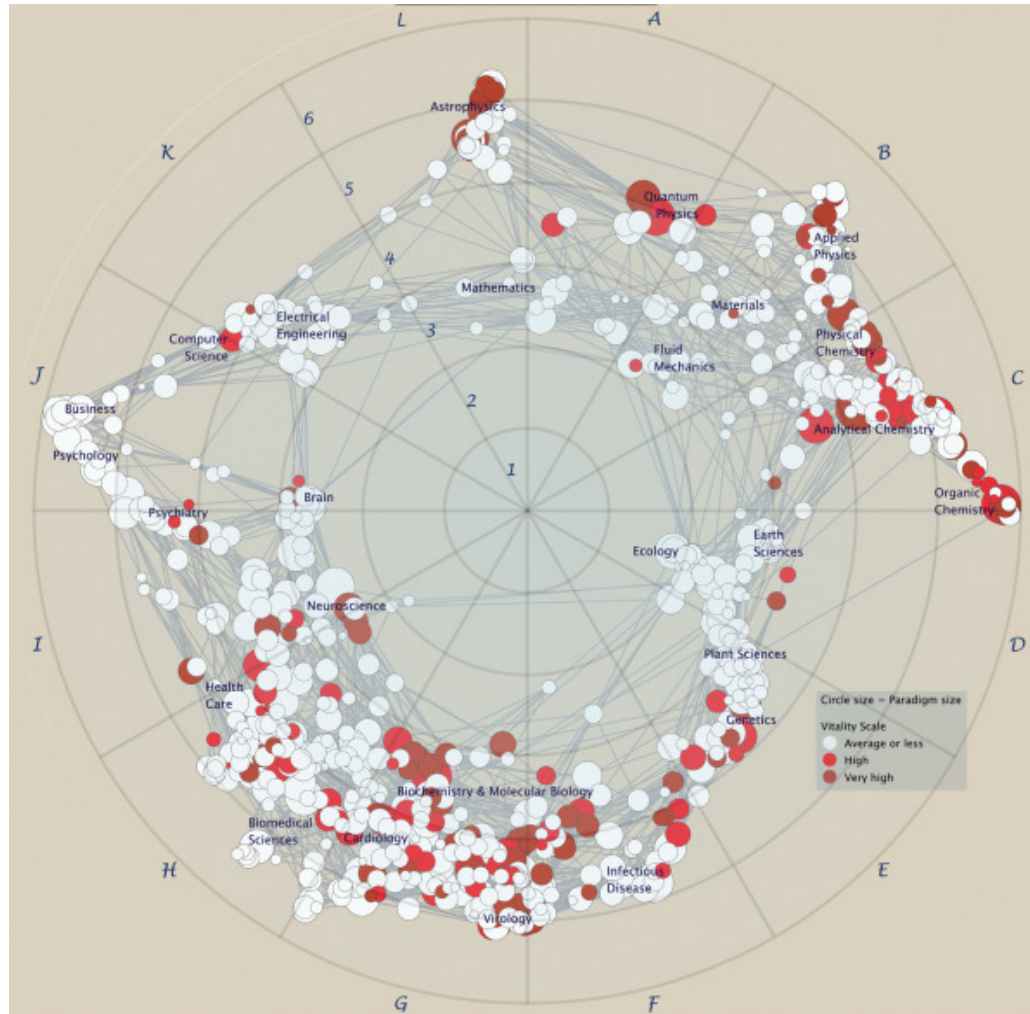 L
A
6
Astrophysics
K
B
5
Quantum
Physics
Applied
Physics
4
Mathematics
Materials
Electrical
Engineering
3
Computer
Science
Physical
Chemistry
Fluid
Mechanics
J
C
2
Business
Analytical Chemistry
Psychology
1
Brain
Organic
Chemistry
Psychiatry
Earth
Sciences
Ecology
Neuroscience
I
D
Plant Sciences
Health
Care
Genetics
Circle size = Paradigm size
Vitality Scale
Average or less
High
Very high
Biochemistry & Molecular Biology
Biomedical
Sciences
Cardiology
H
E
Infectious
Disease
Virology
G
F